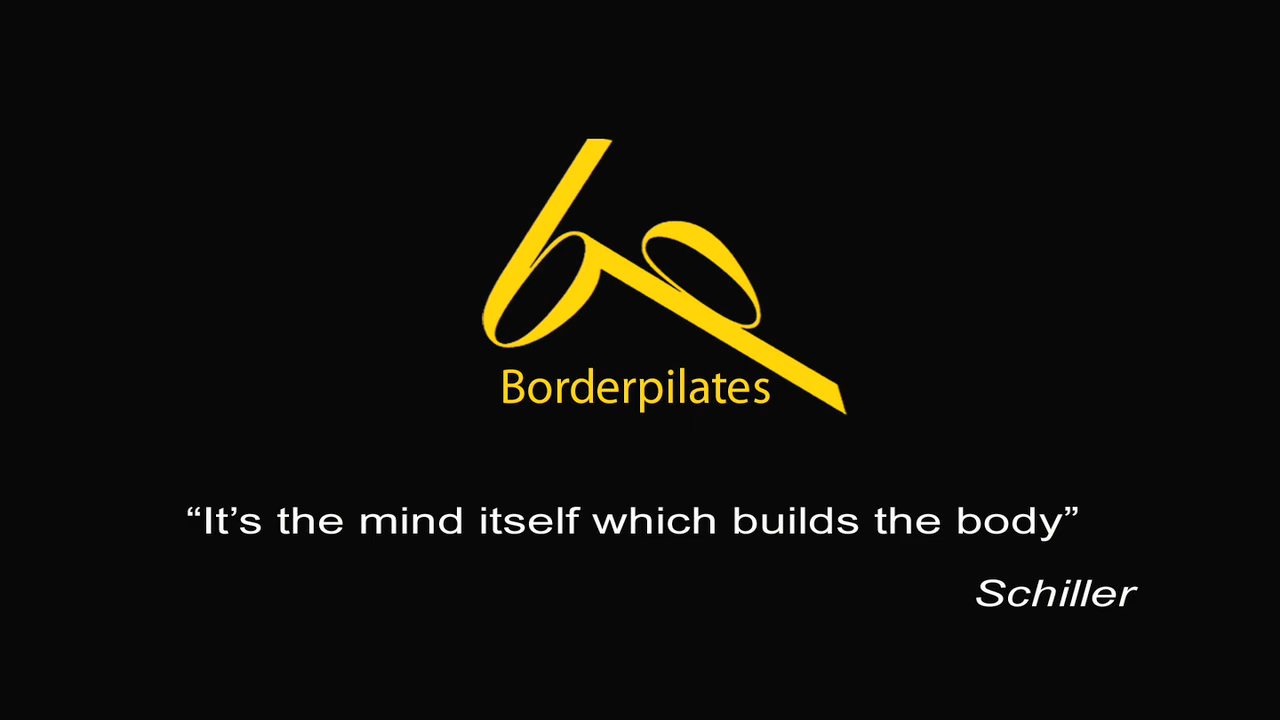 Borderpilates
“It’s the mind itself which builds the body”
Schiller